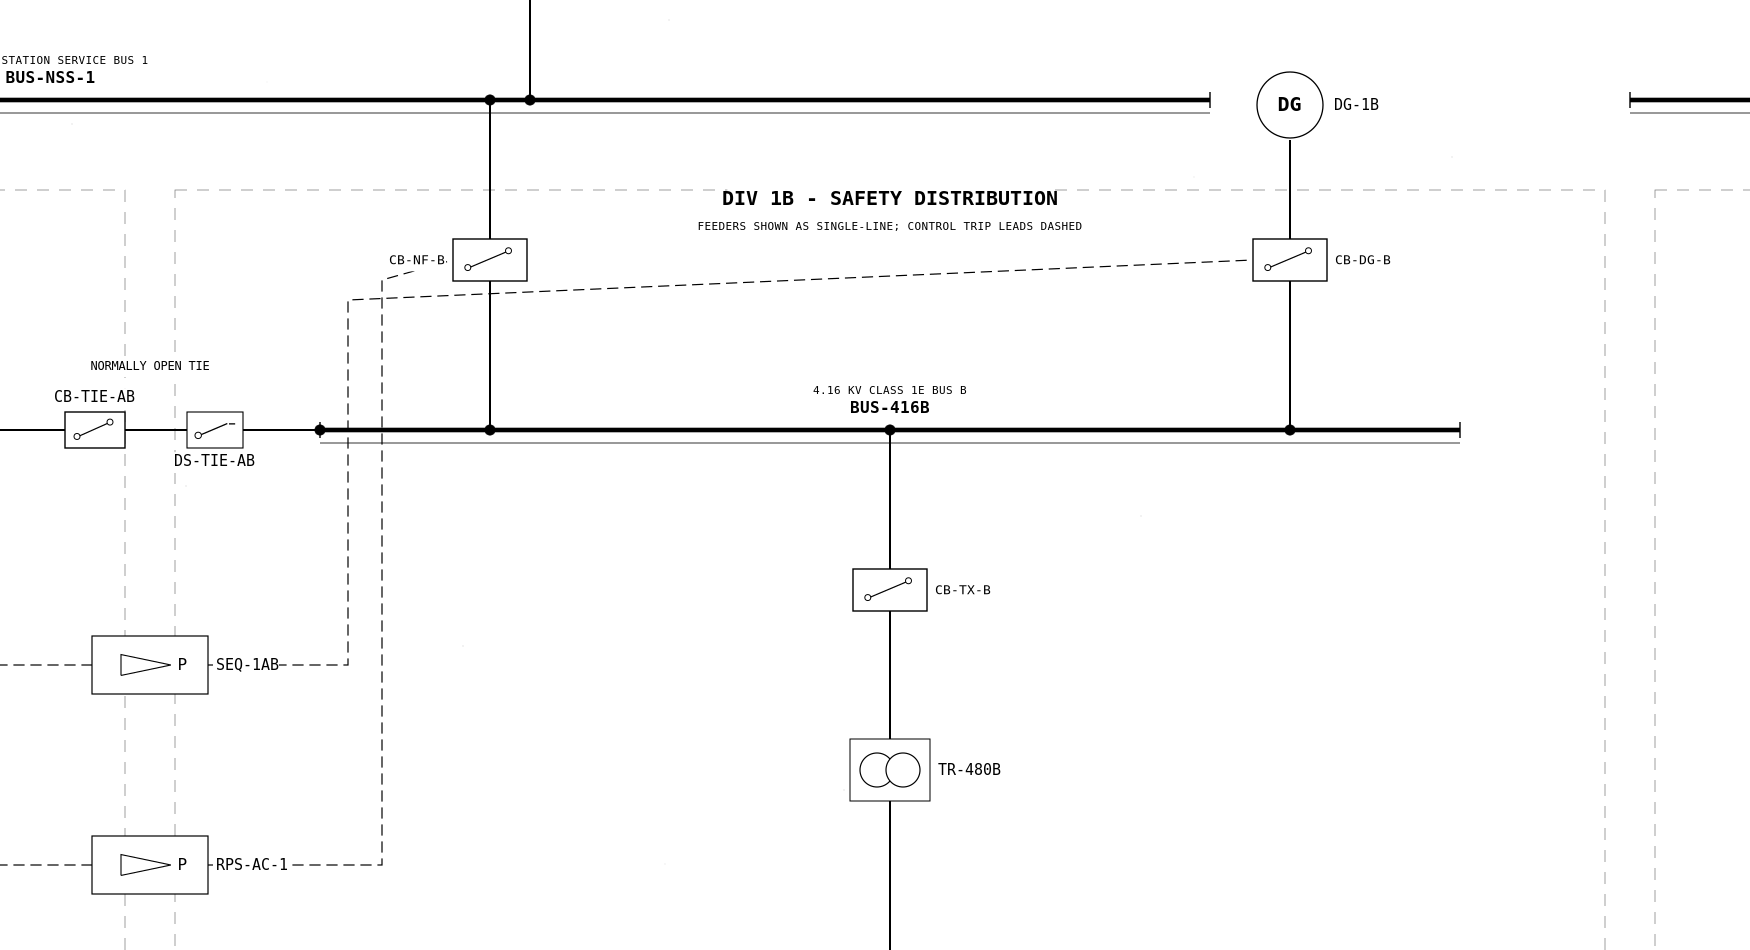 STATION SERVICE BUS 1
BUS-NSS-1
DG
DG-1B
DIV 1B - SAFETY DISTRIBUTION
FEEDERS SHOWN AS SINGLE-LINE; CONTROL TRIP LEADS DASHED
CB-NF-B
CB-DG-B
NORMALLY OPEN TIE
CB-TIE-AB
4.16 KV CLASS 1E BUS B
BUS-416B
DS-TIE-AB
CB-TX-B
P
SEQ-1AB
TR-480B
P
RPS-AC-1